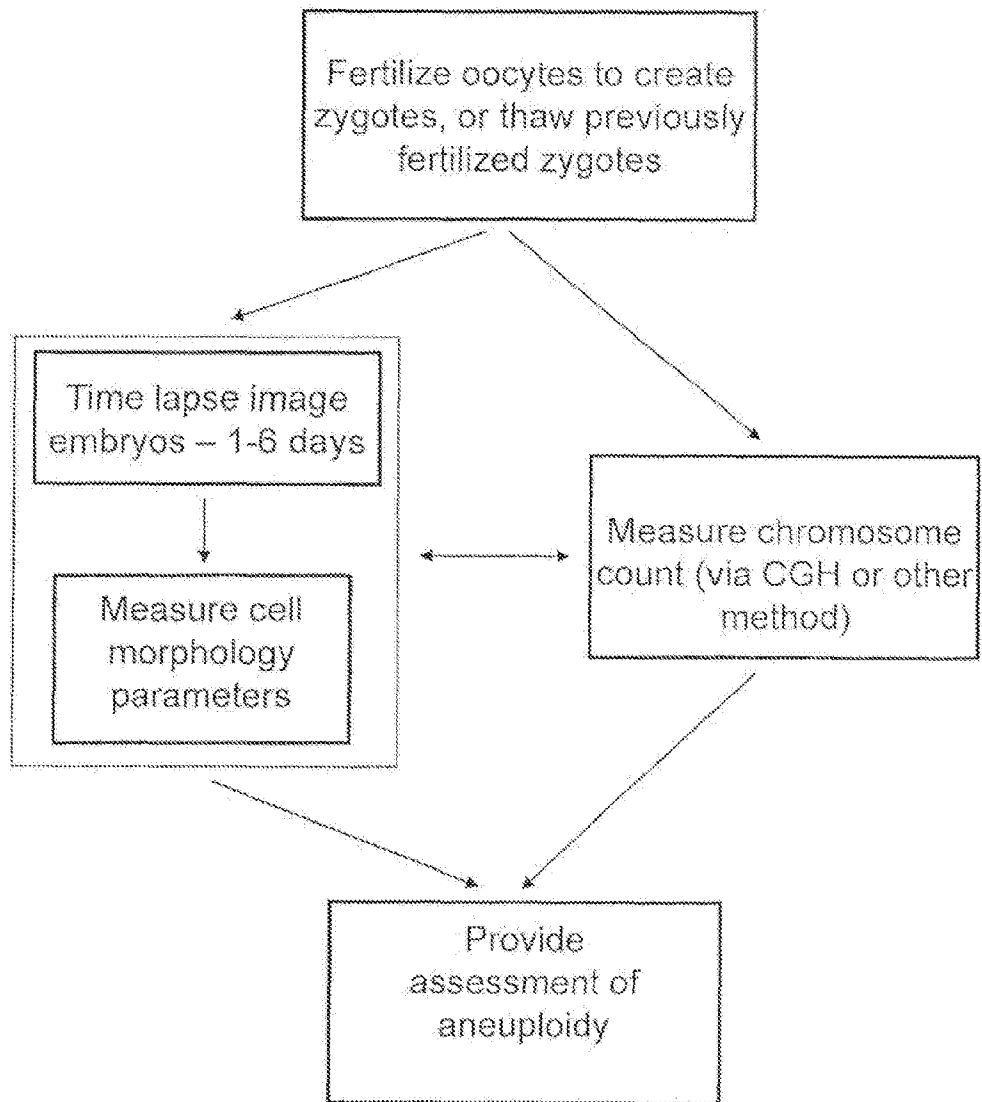 Fertilize oocytes to create
zygotes, or thaw previously
fertilized zygotes
Time lapse image
embryos – 1-6 days
Measure cell
morphology
parameters
Measure chromosome
count (via CGH or other
method)
Provide
assessment of
aneuploidy